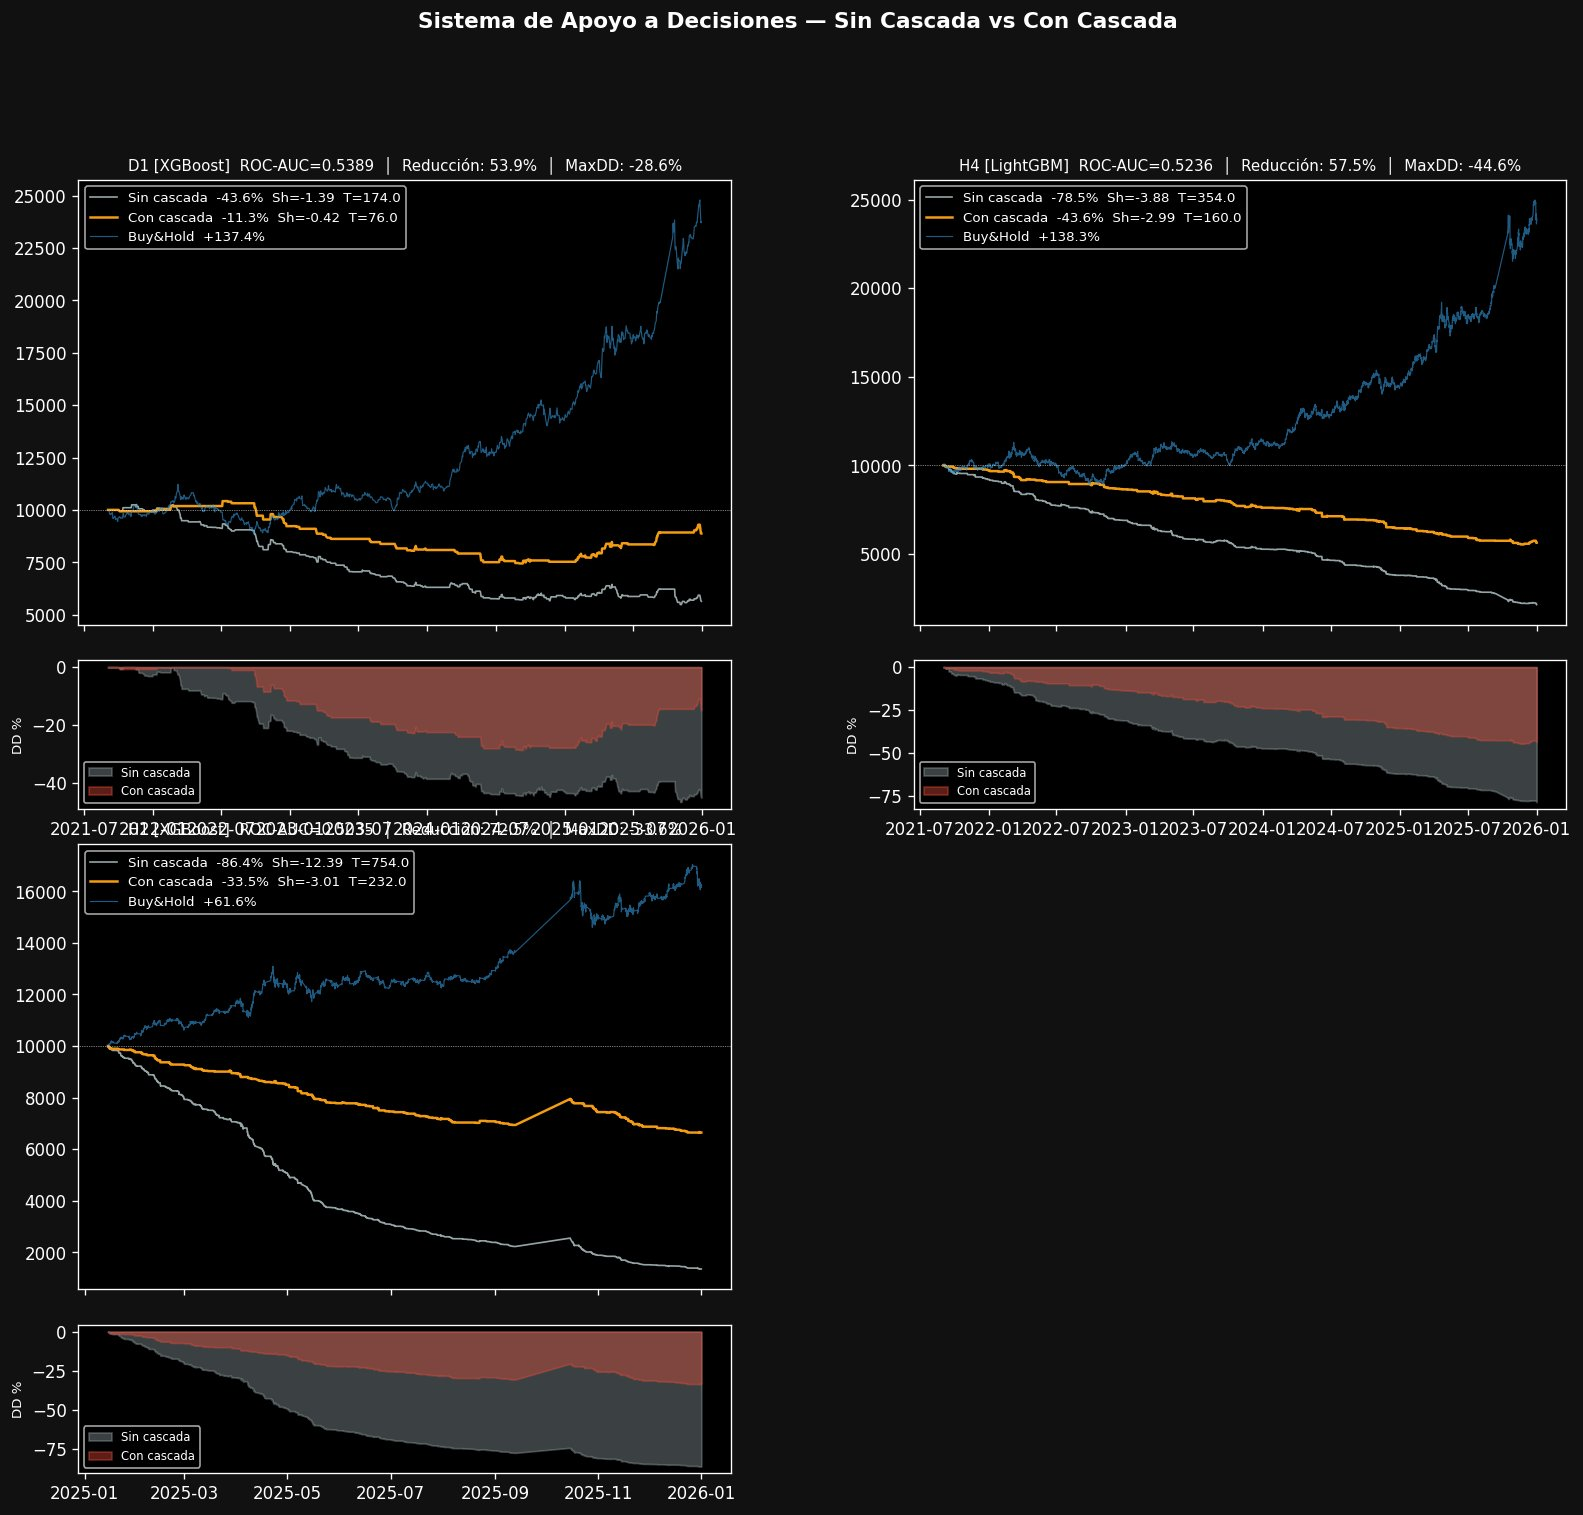 Sistema de Apoyo a Decisiones — Sin Cascada vs Con Cascada
D1 [XGBoost]  ROC-AUC=0.5389  |  Reducción: 53.9%  |  MaxDD: -28.6%
Sin cascada  -43.6%  Sh=-1.39  T=174.0
Con cascada  -11.3%  Sh=-0.42  T=76.0
Buy&Hold  +137.4%
25000
22500
20000
17500
15000
12500
10000
7500
5000
DD %
0
−20
−40
Sin cascada
Con cascada
H4 [LightGBM]  ROC-AUC=0.5236  |  Reducción: 57.5%  |  MaxDD: -44.6%
Sin cascada  -78.5%  Sh=-3.88  T=354.0
Con cascada  -43.6%  Sh=-2.99  T=160.0
Buy&Hold  +138.3%
25000
20000
15000
10000
5000
DD %
0
−25
−50
−75
Sin cascada
Con cascada
2021-07 2022-01 2022-07 2023-01 2023-07 2024-01 2024-07 2025-01 2025-07 2026-01
[XGBoost]
Sin cascada  -86.4%  Sh=-12.39  T=754.0
Con cascada  -33.5%  Sh=-3.01  T=232.0
Buy&Hold  +61.6%
16000
14000
12000
10000
8000
6000
4000
2000
DD %
0
−25
−50
−75
Sin cascada
Con cascada
2025-01 2025-03 2025-05 2025-07 2025-09 2025-11 2026-01